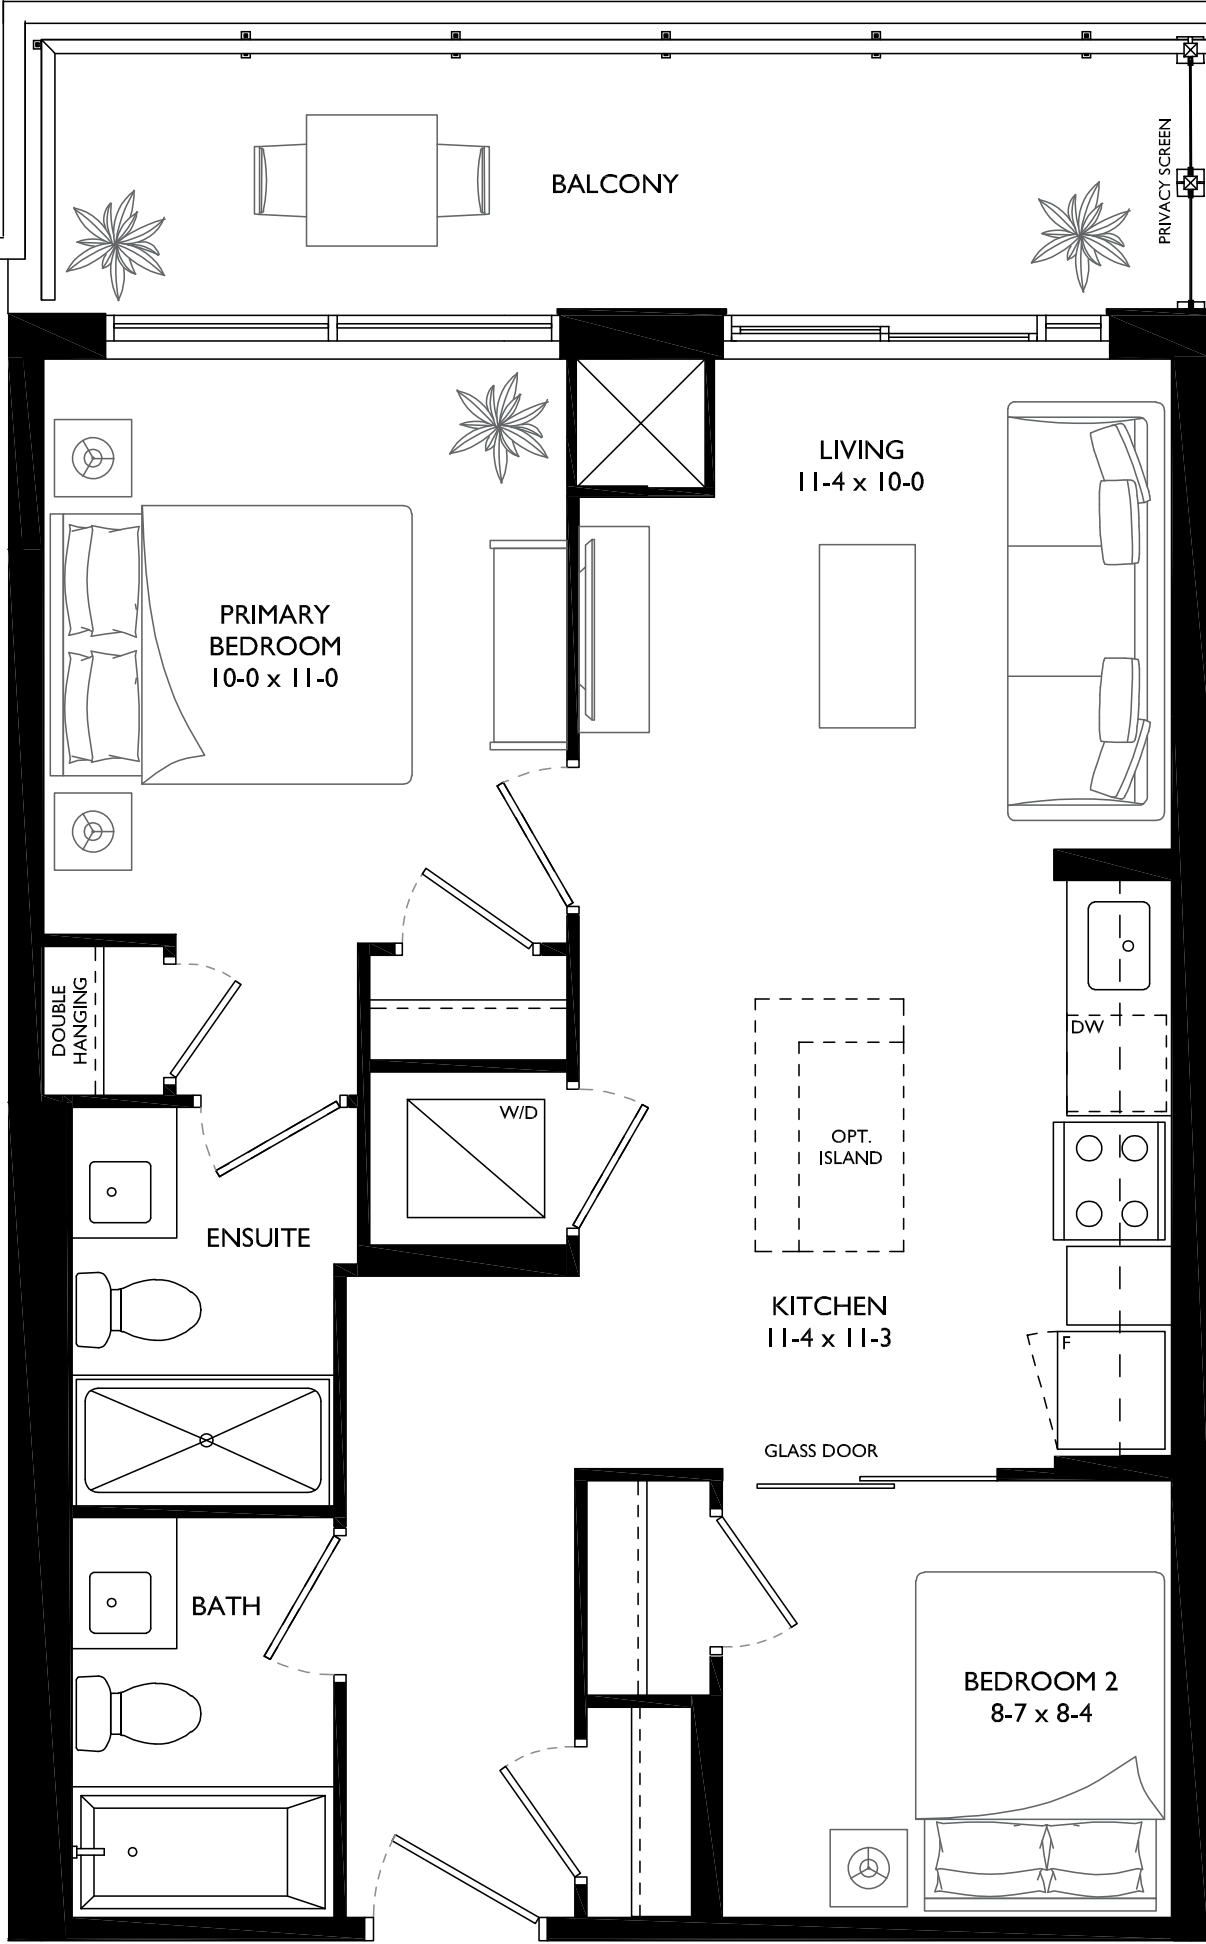 BALCONY
PRIVACY SCREEN
LIVING
11-4 x 10-0
PRIMARY
BEDROOM
10-0 x 11-0
DOUBLE
HANGING
DW
W/D
OPT.
ISLAND
ENSUITE
KITCHEN
11-4 x 11-3
F
GLASS DOOR
BATH
BEDROOM 2
8-7 x 8-4